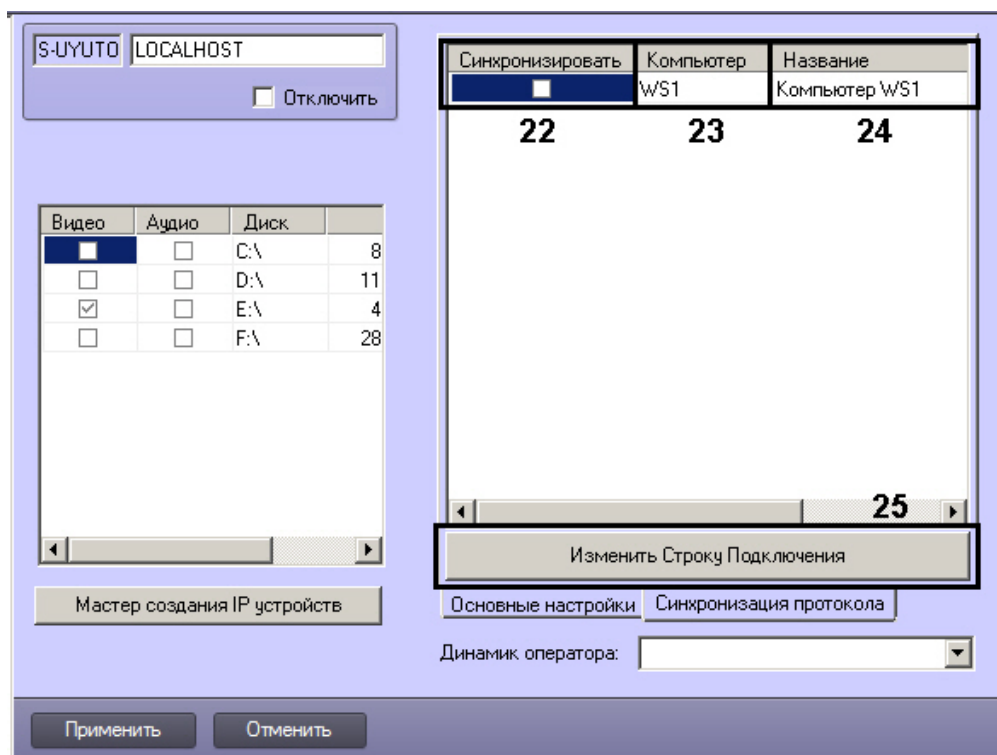 S-UYUTO LOCALHOST
Отключить
Видео Аудио Диск
C:\ 8
D:\ 11
E:\ 4
F:\ 28
Мастер создания IP устройств
Синхронизировать Компьютер Название
WS1 Компьютер WS1
22 23 24
25
Изменить Строку Подключения
Основные настройки Синхронизация протокола
Динамик оператора:
Применить Отменить